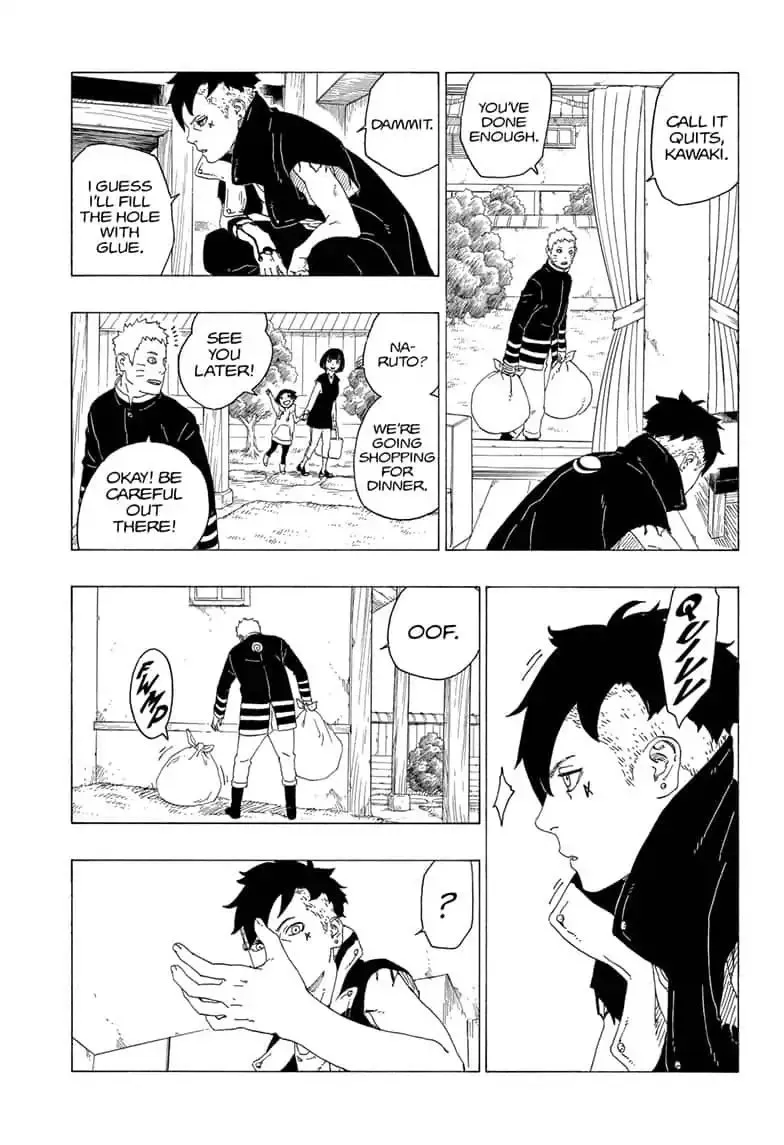 CALL IT
QUITS,
KAWAKI.
YOU'VE
DONE
ENOUGH.
DAMMIT.
I GUESS
I'LL FILL
THE HOLE
WITH
GLUE.
NA-
RUTO?
WE'RE
GOING
SHOPPING
FOR
DINNER.
SEE
YOU
LATER!
OKAY! BE
CAREFUL
OUT
THERE!
QUIVV
K
OOF.
FWMP
?
K